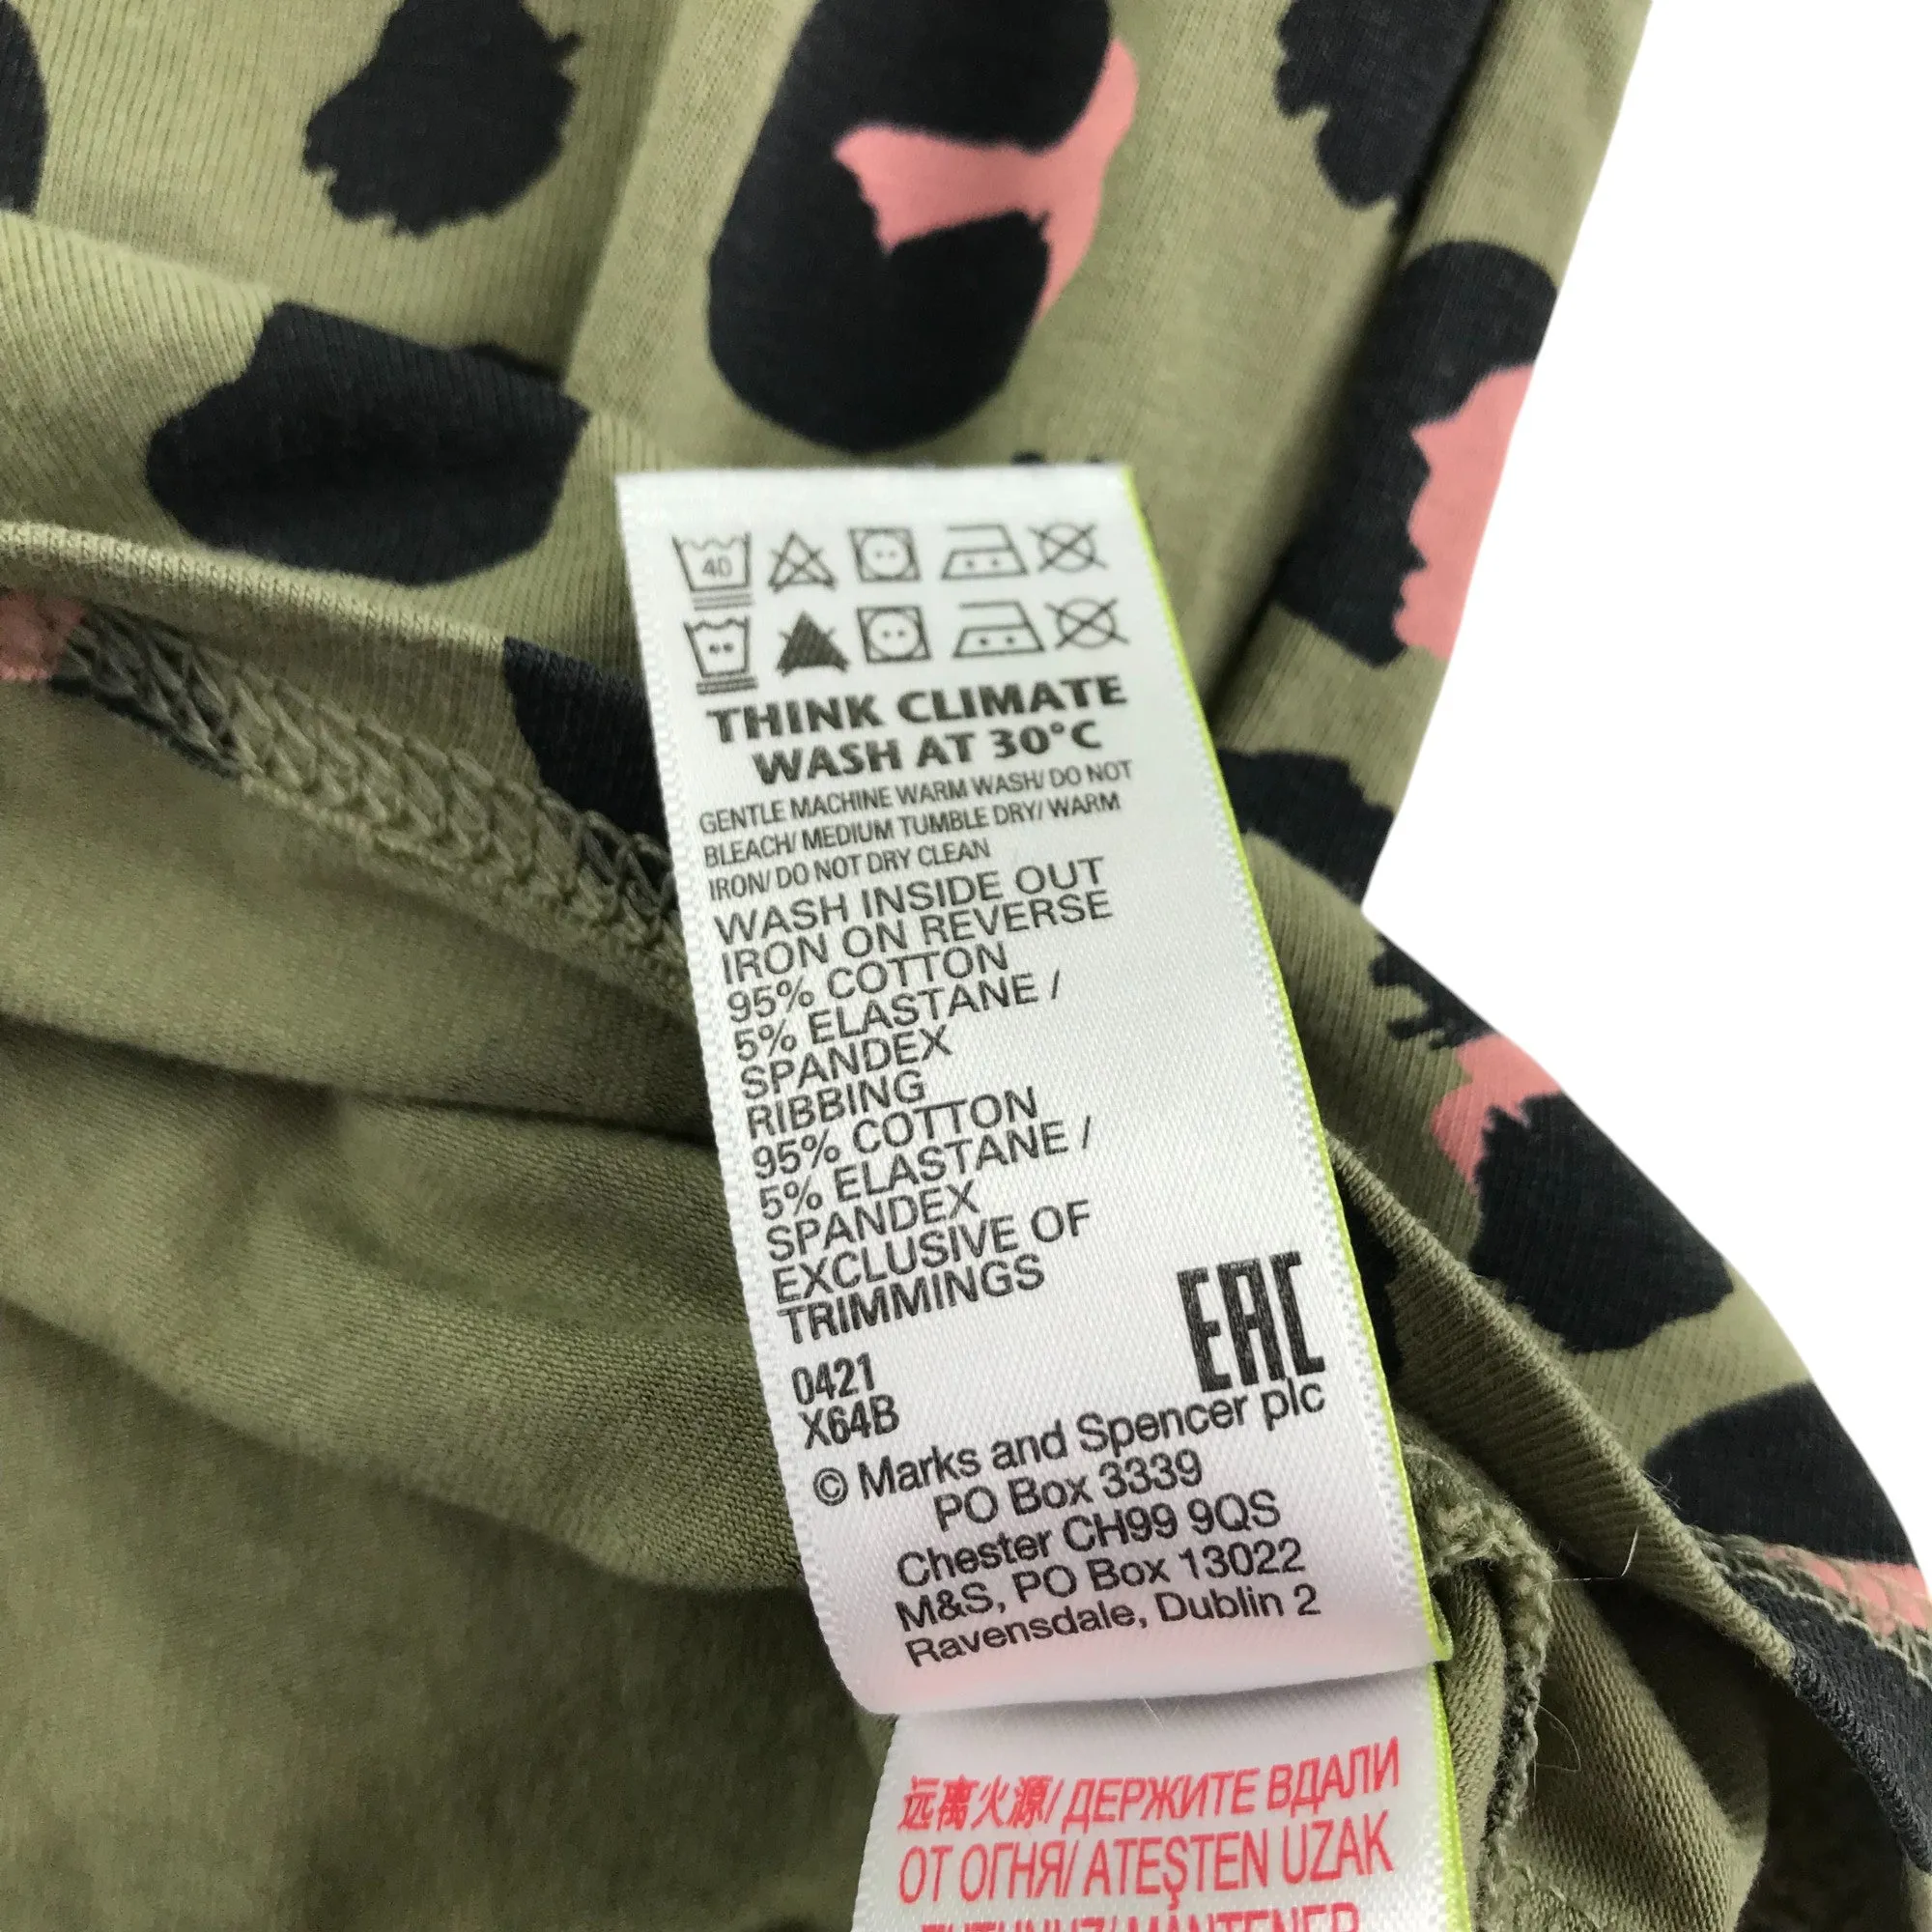 40
THINK CLIMATE
WASH AT 30°C
GENTLE MACHINE WARM WASH/ DO NOT
BLEACH/ MEDIUM TUMBLE DRY/ WARM
IRON/ DO NOT DRY CLEAN
WASH INSIDE OUT
IRON ON REVERSE
95% COTTON
5% ELASTANE /
SPANDEX
RIBBING
95% COTTON
5% ELASTANE /
SPANDEX
EXCLUSIVE OF
TRIMMINGS
EAC
0421
X64B
© Marks and Spencer plc
PO Box 3339
Chester CH99 9QS
M&S, PO Box 13022
Ravensdale, Dublin 2
远离火源/ ДЕРЖИТЕ ВДАЛИ
ОТ ОГНЯ/ ATEŞTEN UZAK
TUTUNUZ/ MANTENER